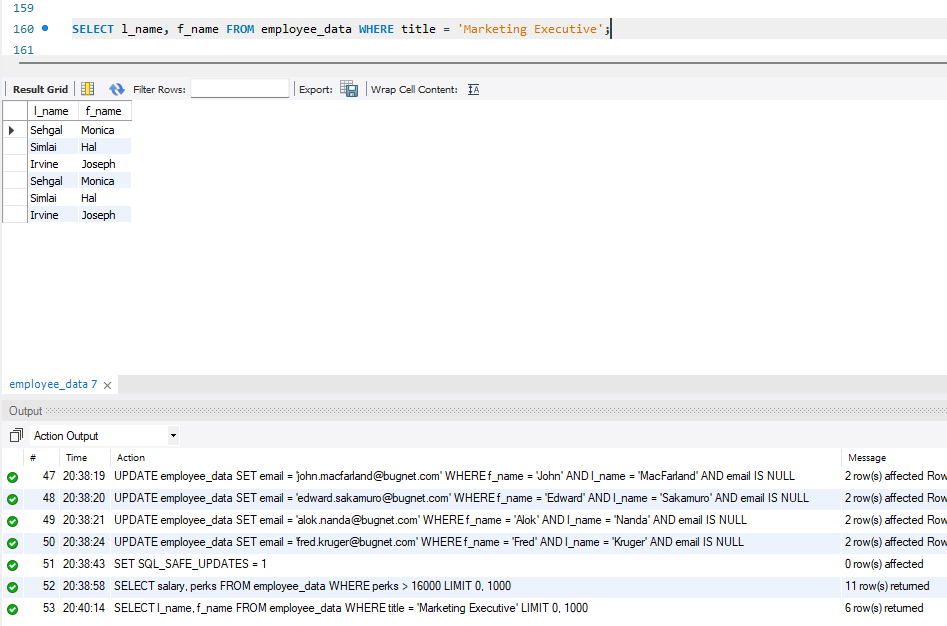 159
160 SELECT l_name, f_name FROM employee_data WHERE title = 'Marketing Executive';
161
Result Grid Filter Rows: Export: Wrap Cell Content: IA
l_name f_name
Sehgal Monica
Simlai Hal
Irvine Joseph
Sehgal Monica
Simlai Hal
Irvine Joseph
employee_data 7
Output
Action Output
# Time Action Message
47 20:38:19 UPDATE employee_data SET email = 'john.macfarland@bugnet.com' WHERE f_name = 'John' AND l_name = 'MacFarland' AND email IS NULL 2 row(s) affected Row
48 20:38:20 UPDATE employee_data SET email = 'edward.sakamuro@bugnet.com' WHERE f_name = 'Edward' AND l_name = 'Sakamuro' AND email IS NULL 2 row(s) affected Row
49 20:38:21 UPDATE employee_data SET email = 'alok.nanda@bugnet.com' WHERE f_name = 'Alok' AND l_name = 'Nanda' AND email IS NULL 2 row(s) affected Row
50 20:38:24 UPDATE employee_data SET email = 'fred.kruger@bugnet.com' WHERE f_name = 'Fred' AND l_name = 'Kruger' AND email IS NULL 2 row(s) affected Row
51 20:38:43 SET SQL_SAFE_UPDATES = 1 0 row(s) affected
52 20:38:58 SELECT salary, perks FROM employee_data WHERE perks > 16000 LIMIT 0, 1000 11 row(s) returned
53 20:40:14 SELECT l_name, f_name FROM employee_data WHERE title = 'Marketing Executive' LIMIT 0, 1000 6 row(s) returned